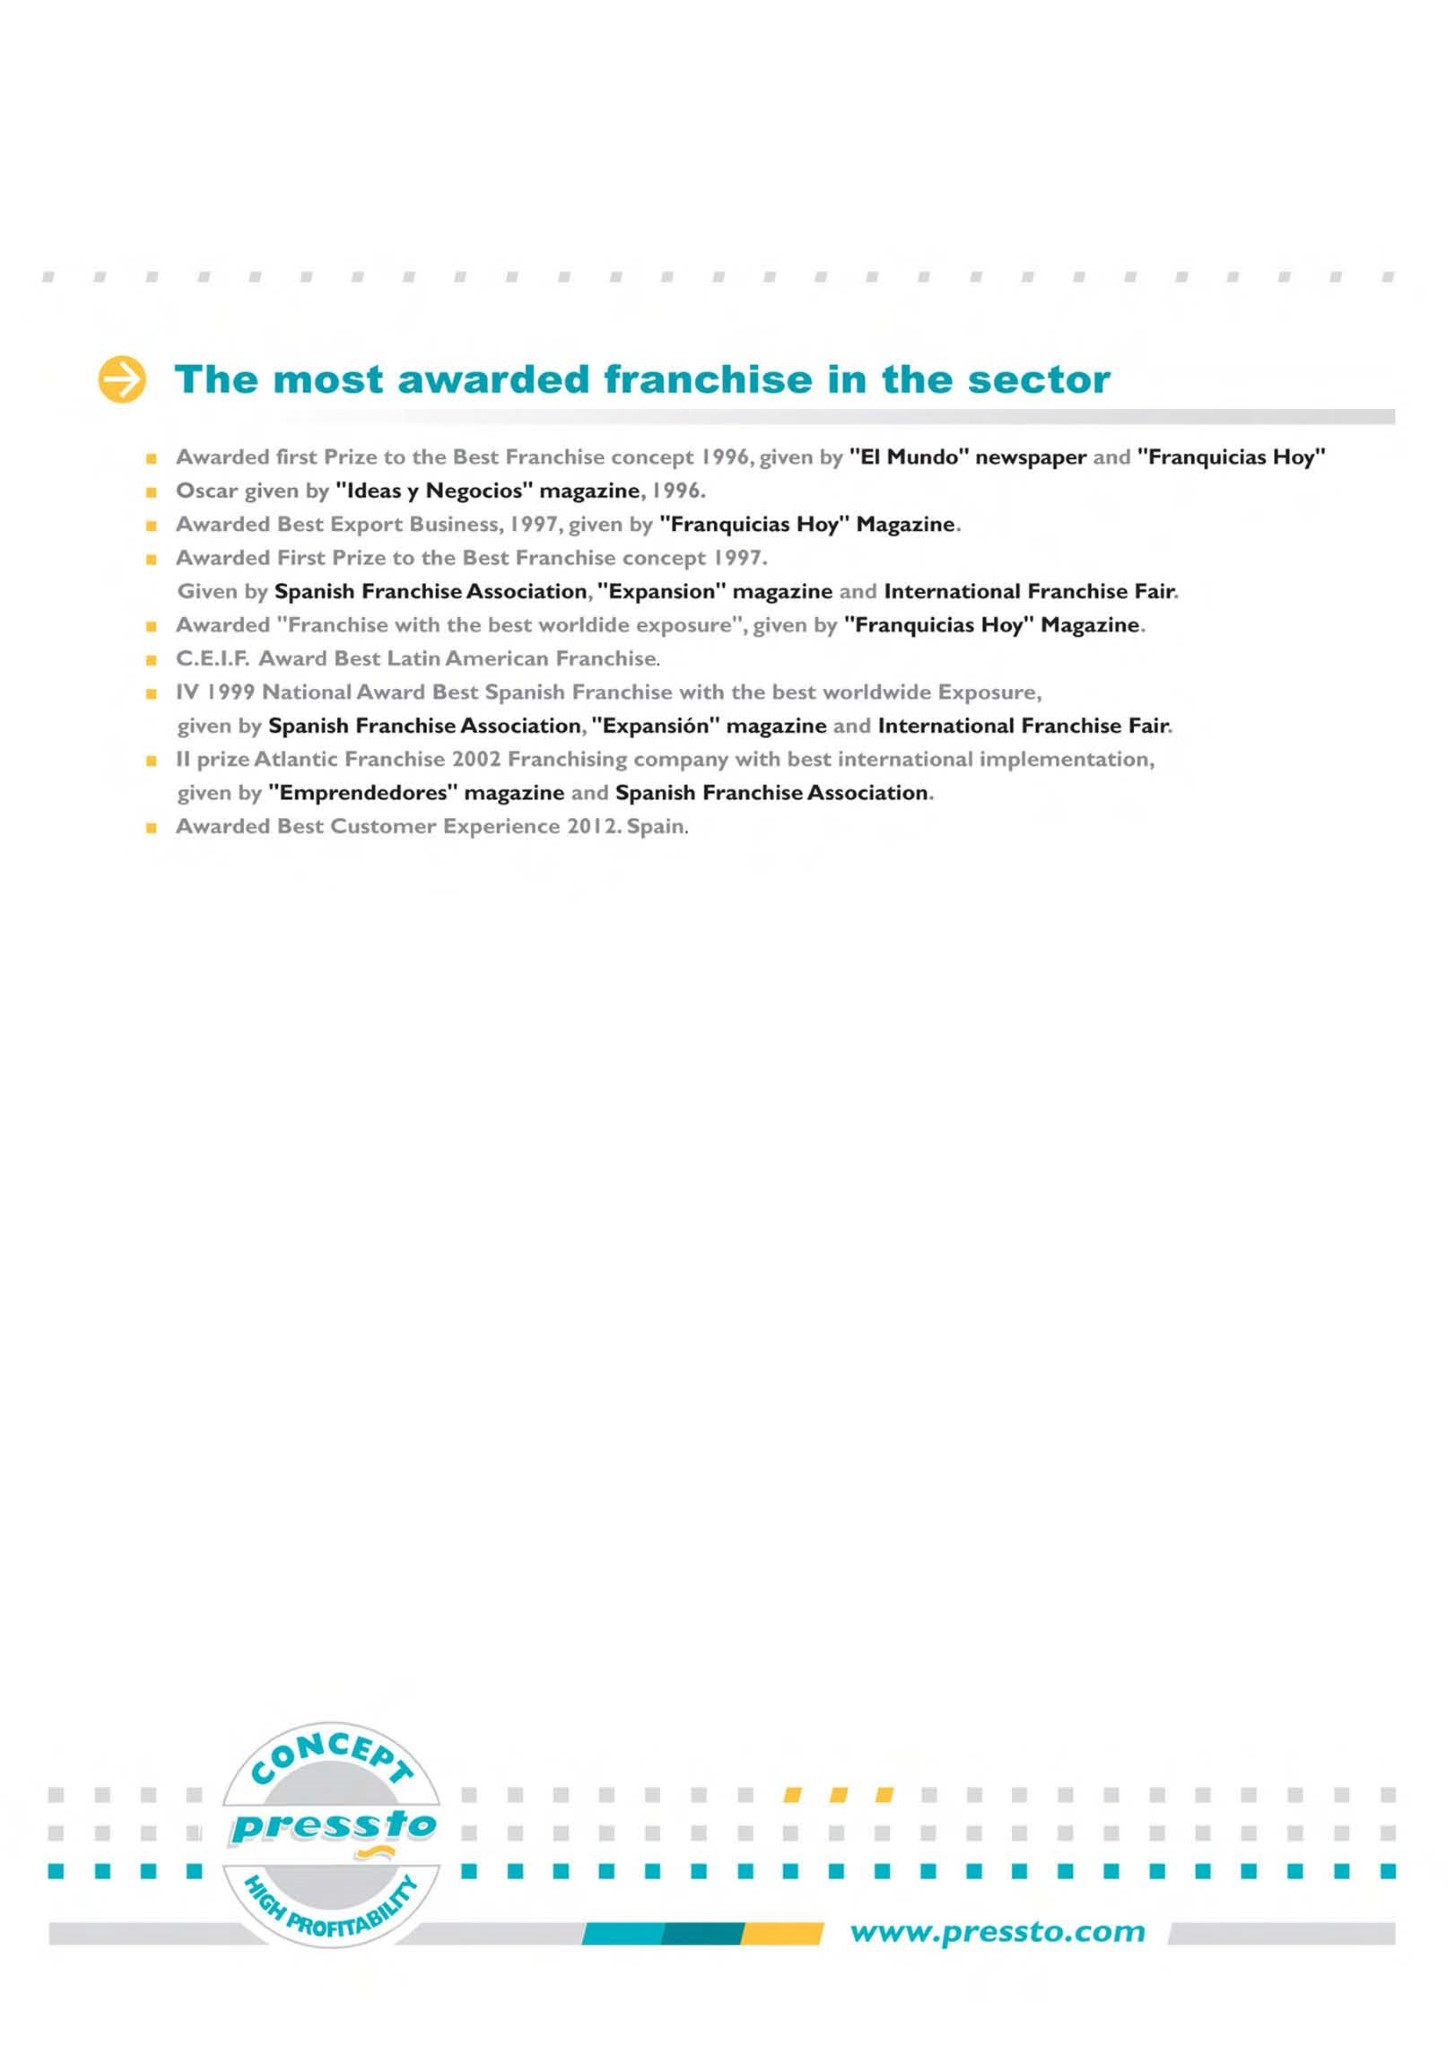 The most awarded franchise in the sector
Awarded first Prize to the Best Franchise concept 1996, given by "El Mundo" newspaper and "Franquicias Hoy"
Oscar given by "Ideas y Negocios" magazine, 1996.
Awarded Best Export Business, 1997, given by "Franquicias Hoy" Magazine.
Awarded First Prize to the Best Franchise concept 1997.
Given by Spanish Franchise Association, "Expansion" magazine and International Franchise Fair.
Awarded "Franchise with the best worldide exposure", given by "Franquicias Hoy" Magazine.
C.E.I.F. Award Best Latin American Franchise.
IV 1999 National Award Best Spanish Franchise with the best worldwide Exposure,
given by Spanish Franchise Association, "Expansión" magazine and International Franchise Fair.
II prize Atlantic Franchise 2002 Franchising company with best international implementation,
given by "Emprendedores" magazine and Spanish Franchise Association.
Awarded Best Customer Experience 2012. Spain.
CONCEPT
pressto
HIGH PROFITABILITY
www.pressto.com